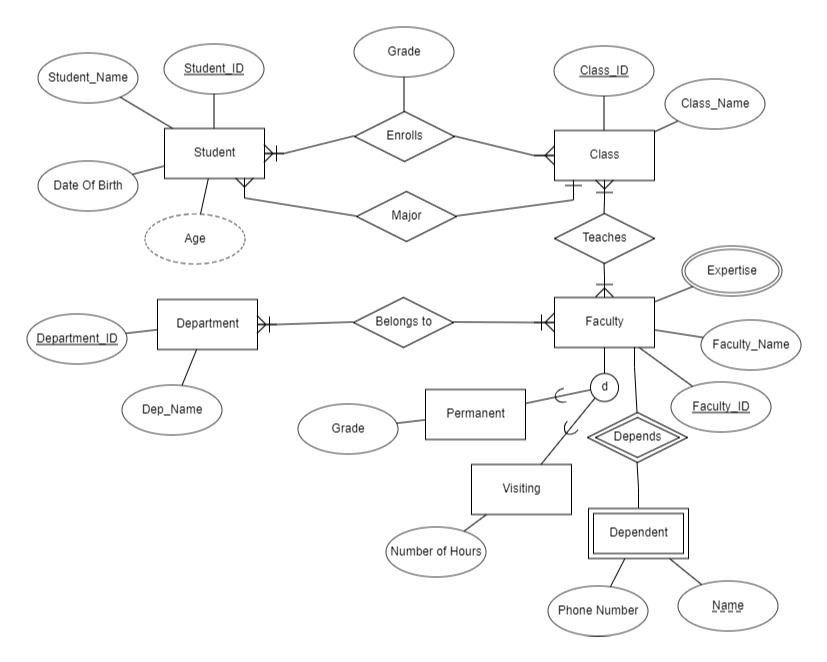 Grade
Student_ID
Class_ID
Student_Name
Class_Name
Enrolls
Student
Class
Date Of Birth
Major
Age
Teaches
Expertise
Department
Belongs to
Faculty
Department_ID
Faculty_Name
d
Dep_Name
Faculty_ID
Permanent
Grade
Depends
Visiting
Dependent
Number of Hours
Phone Number
Name